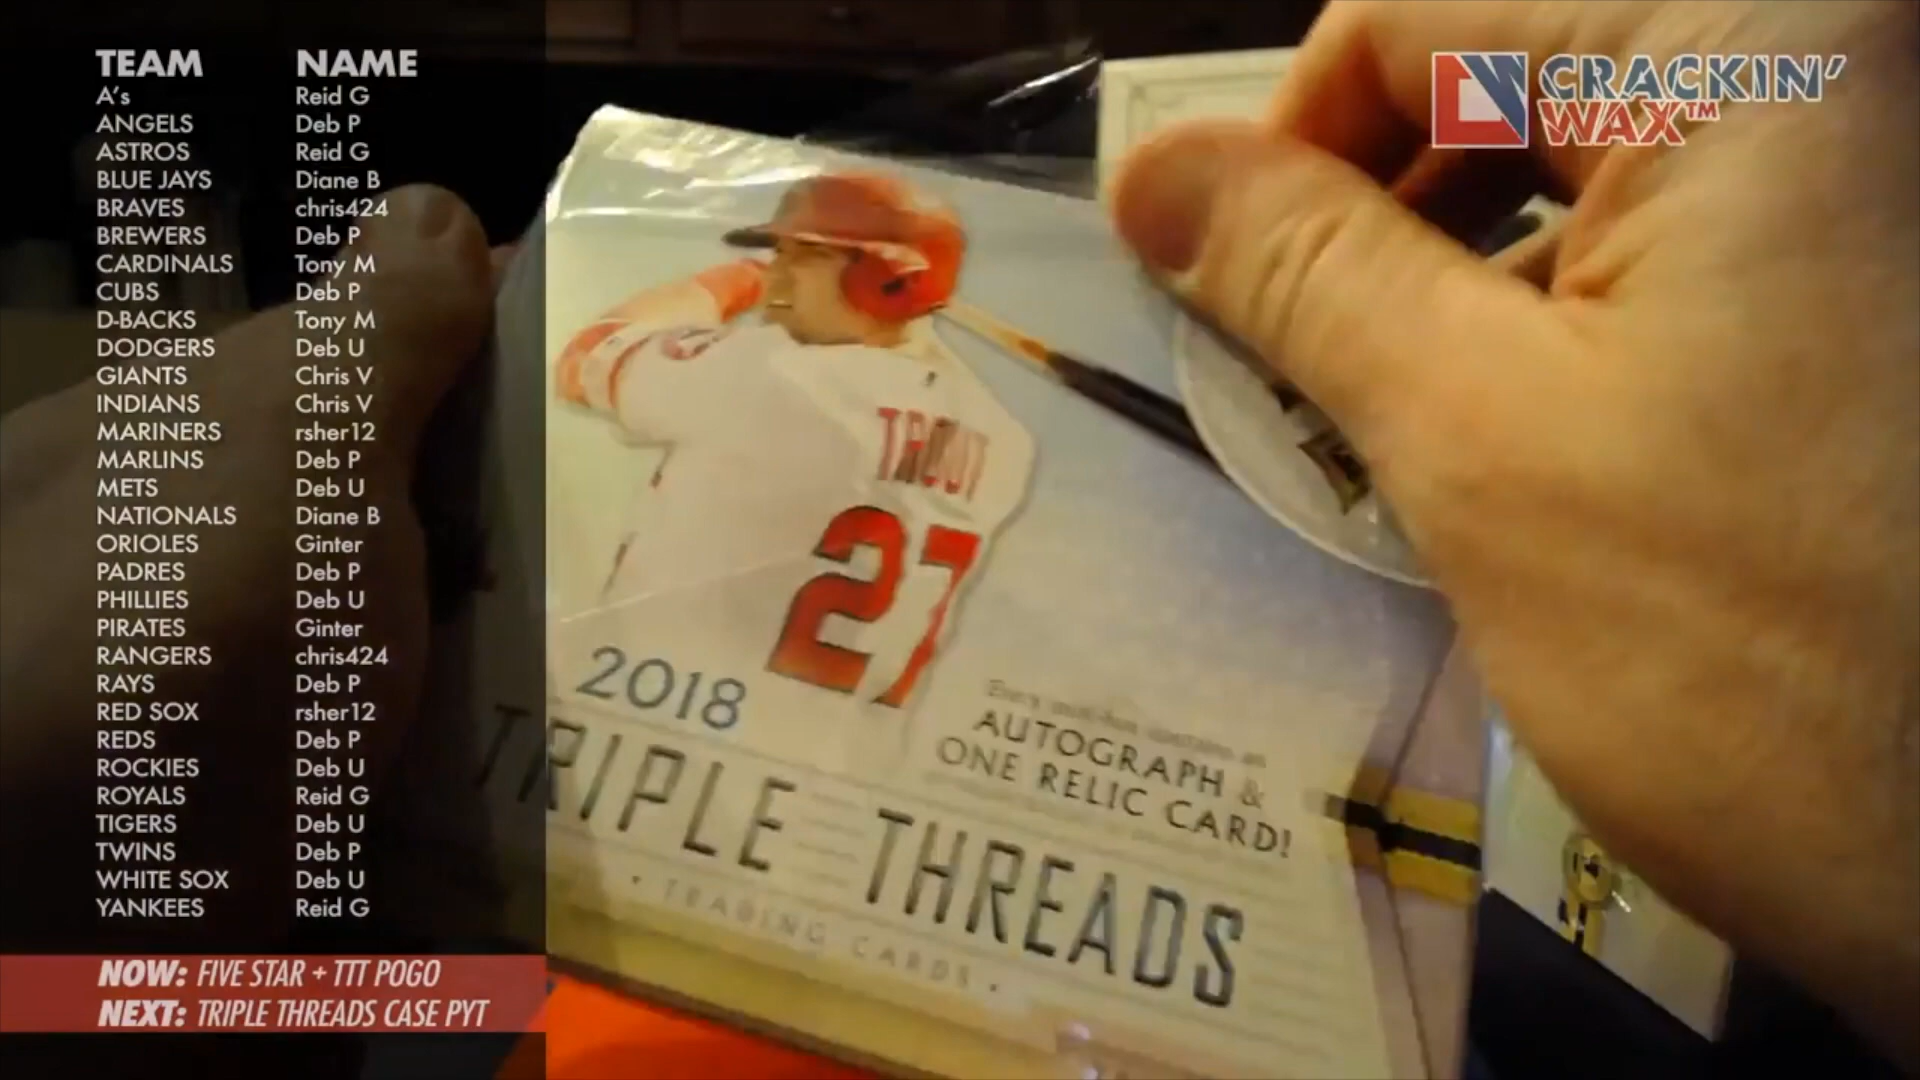 TEAM NAME
A's Reid G
ANGELS Deb P
ASTROS Reid G
BLUE JAYS Diane B
BRAVES chris424
BREWERS Deb P
CARDINALS Tony M
CUBS Deb P
D-BACKS Tony M
DODGERS Deb U
GIANTS Chris V
INDIANS Chris V
MARINERS rsher12
MARLINS Deb P
METS Deb U
NATIONALS Diane B
ORIOLES Ginter
PADRES Deb P
PHILLIES Deb U
PIRATES Ginter
RANGERS chris424
RAYS Deb P
RED SOX rsher12
REDS Deb P
ROCKIES Deb U
ROYALS Reid G
TIGERS Deb U
TWINS Deb P
WHITE SOX Deb U
YANKEES Reid G
NOW: FIVE STAR + TTT POGO
NEXT: TRIPLE THREADS CASE PYT
CRACKIN'
WAX™
TROUT
27
2018
AUTOGRAPH &
ONE RELIC CARD!
TRIPLE THREADS
• TRADING CARDS •